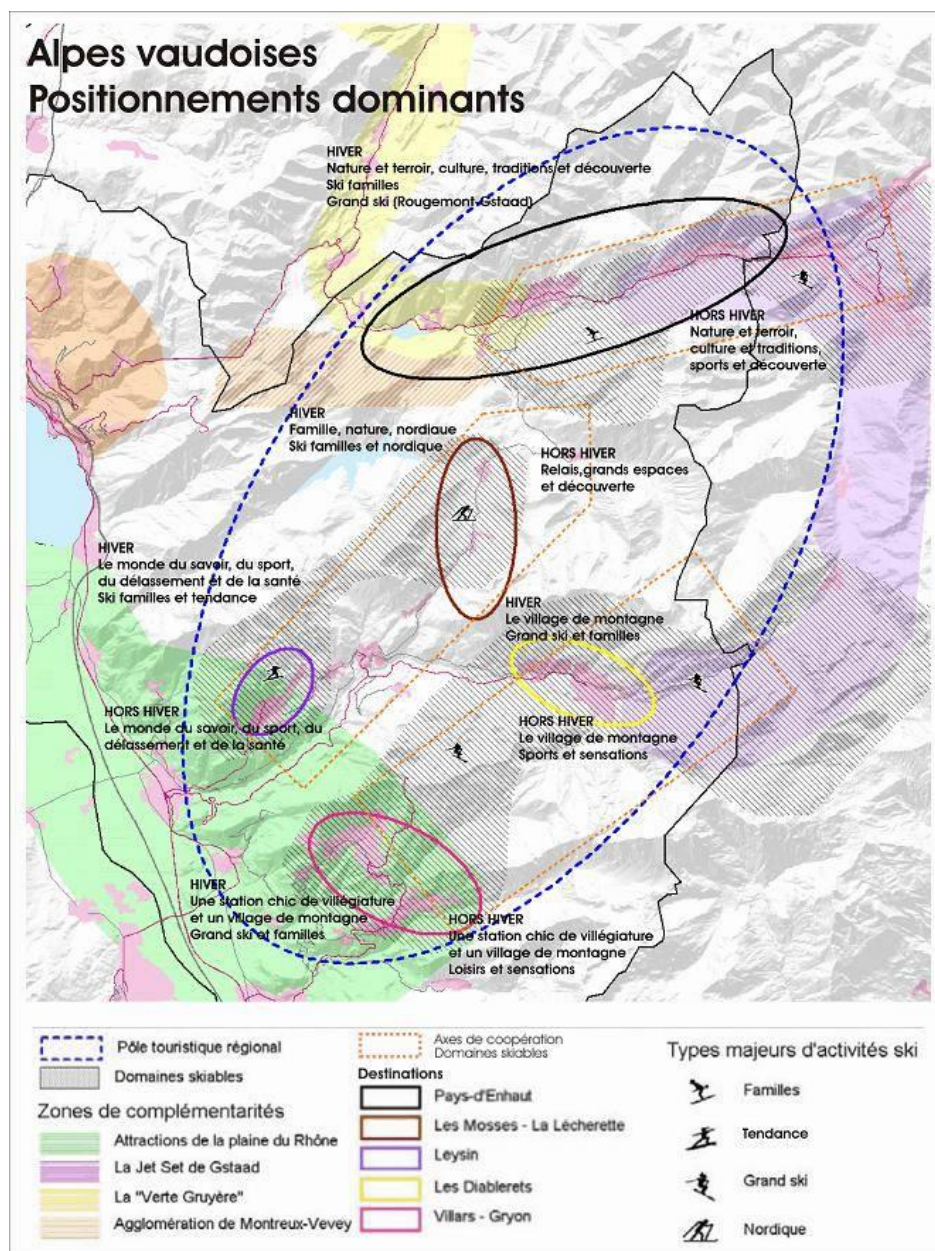 Alpes vaudoises
Positionnements dominants
HIVER
Nature et terroir, culture, traditions et découverte
Ski familles
Grand ski (Rougemont-Gstaad)
HORS HIVER
Nature et terroir,
culture et traditions,
sports et découverte
HIVER
Famille, nature, nordique
Ski familles et nordique
HORS HIVER
Relais,grands espaces
et découverte
HIVER
Le monde du savoir, du sport,
du délassement et de la santé
Ski familles et tendance
HIVER
Le village de montagne
Grand ski et familles
HORS HIVER
Le monde du savoir, du sport, du
délassement et de la santé
HORS HIVER
Le village de montagne
Sports et sensations
HIVER
Une station chic de villégiature
et un village de montagne
Grand ski et familles
HORS HIVER
Une station chic de villégiature
et un village de montagne
Loisirs et sensations
Pôle touristique régional
Domaines skiables
Zones de complémentarités
Attractions de la plaine du Rhône
La Jet Set de Gstaad
La "Verte Gruyère"
Agglomération de Montreux-Vevey
Axes de coopération
Domaines skiables
Destinations
Pays-d'Enhaut
Les Mosses - La Lécherette
Leysin
Les Diablerets
Villars - Gryon
Types majeurs d'activités ski
Familles
Tendance
Grand ski
Nordique